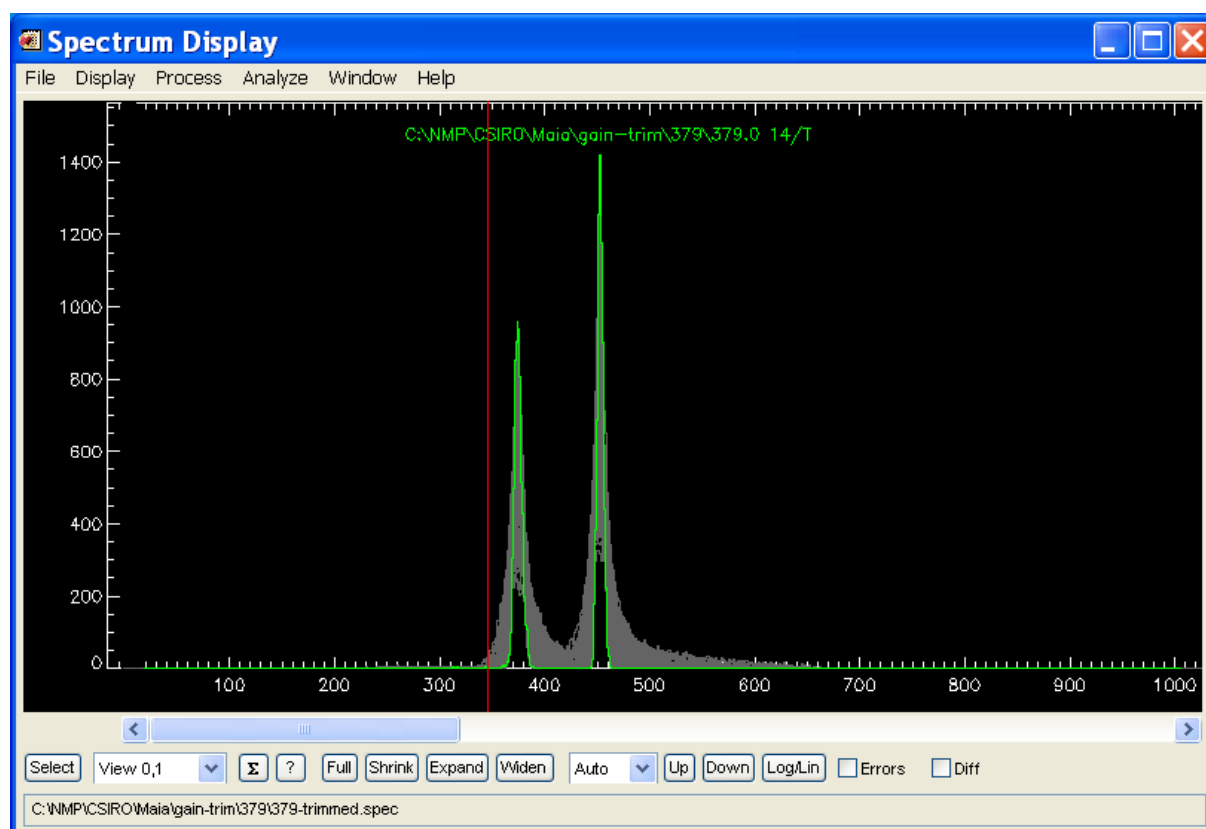 Spectrum Display
File Display Process Analyze Window Help
C:\NMP\CSIRO\Maia\gain-trim\379\379.0 14/T
1400
1200
1000
800
600
400
200
0
100 200 300 400 500 600 700 800 900 1000
Select View 0,1 Σ ? Full Shrink Expand Widen Auto Up Down Log/Lin Errors Diff
C:\NMP\CSIRO\Maia\gain-trim\379\379-trimmed.spec